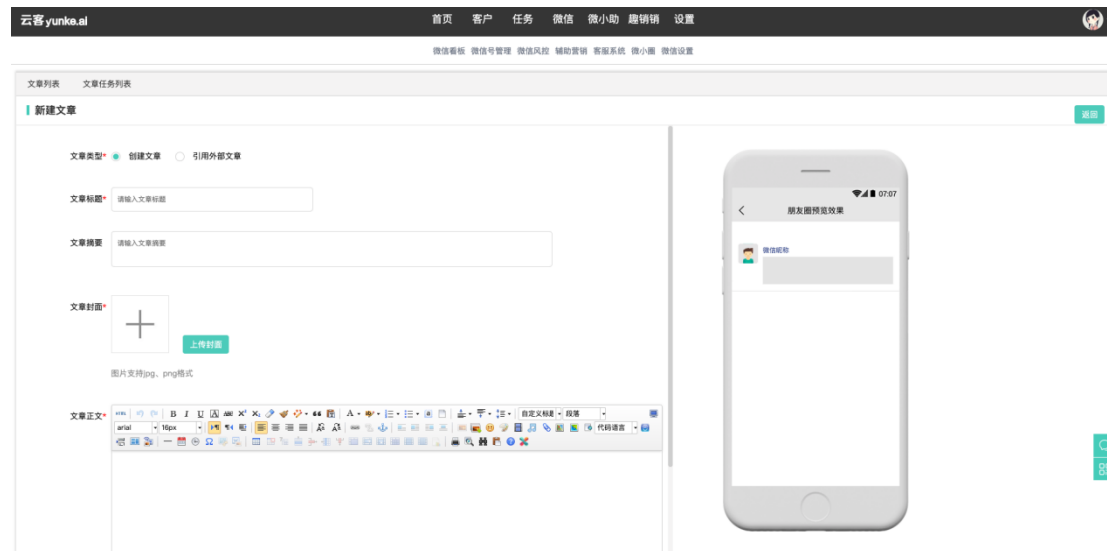 云客yunke.ai 首页 客户 任务 微信 微小助 趣销销 设置
微信看板 微信号管理 微信风控 辅助营销 客服系统 微小圈 微信设置
文章列表 文章任务列表
新建文章 返回
文章类型* 创建文章 引用外部文章
文章标题* 请输入文章标题
文章摘要 请输入文章摘要
文章封面*
上传封面
图片支持jpg、png格式
文章正文* HTML B I U A ABC 自定义标题 段落
arial 16px 代码语言
07:07
朋友圈预览效果
微信昵称